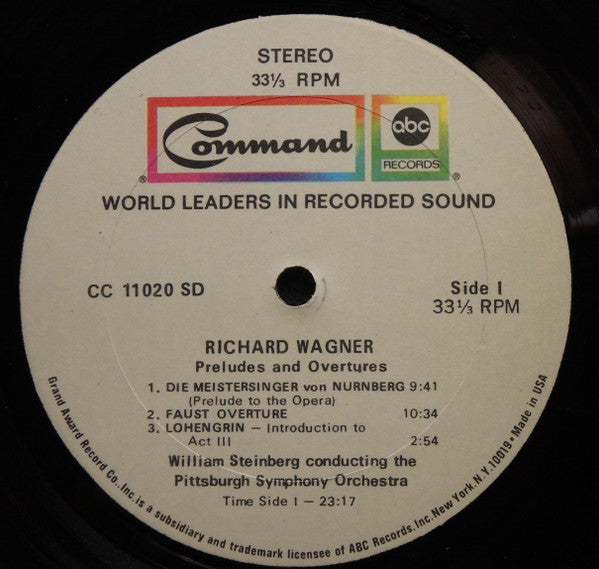 STEREO
33⅓ RPM
Command
abc
RECORDS
®
®
WORLD LEADERS IN RECORDED SOUND
CC 11020 SD
Side I
33⅓ RPM
RICHARD WAGNER
Preludes and Overtures
1. DIE MEISTERSINGER von NURNBERG 9:41
(Prelude to the Opera)
2. FAUST OVERTURE 10:34
3. LOHENGRIN – Introduction to
Act III 2:54
William Steinberg conducting the
Pittsburgh Symphony Orchestra
Time Side I – 23:17
Grand Award Record Co., Inc. is a subsidiary and trademark licensee of ABC Records, Inc. New York. N.Y. 10019 • Made in USA